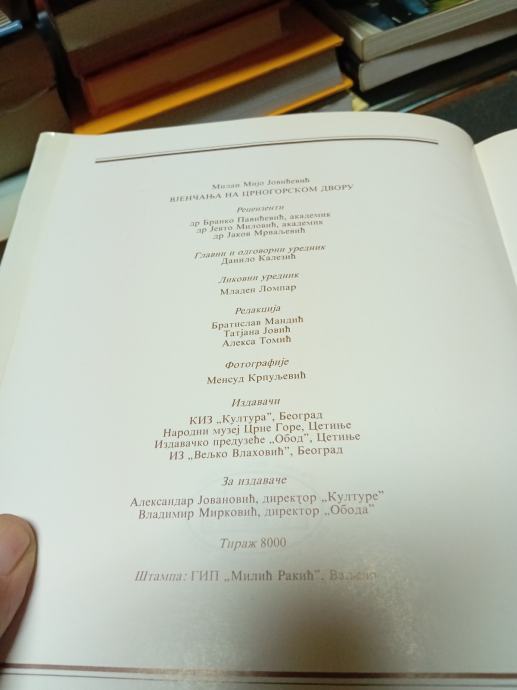 Милан Мијо Јовићевић
ВЈЕНЧАЊА НА ЦРНОГОРСКОМ ДВОРУ
Рецензенти
др Бранко Павићевић, академик
др Јевто Миловић, академик
др Јаков Мрваљевић
Главни и одговорни уредник
Данило Калезић
Ликовни уредник
Младен Ломпар
Редакција
Братислав Мандић
Татјана Јовић
Алекса Томић
Фотографије
Менсуд Крпуљевић
Издавачи
КИЗ „Култура", Београд
Народни музеј Црне Горе, Цетиње
Издавачко предузеће „Обод", Цетиње
ИЗ „Вељко Влаховић", Београд
За издаваче
Александар Јовановић, директор „Културе"
Владимир Мирковић, директор „Обода"
Тираж 8000
Штампа: ГИП „Милић Ракић", Ваљево